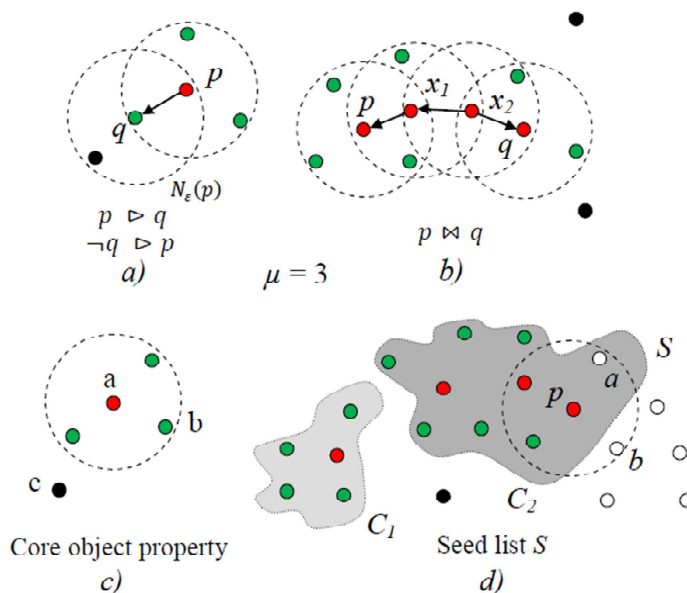 p
q
Nε(p)
p ⊳ q
¬q ⊳ p
a)
x1
x2
p
q
p ⋈ q
b)
μ = 3
a
b
c
Core object property
c)
S
a
p
b
C1
C2
Seed list S
d)